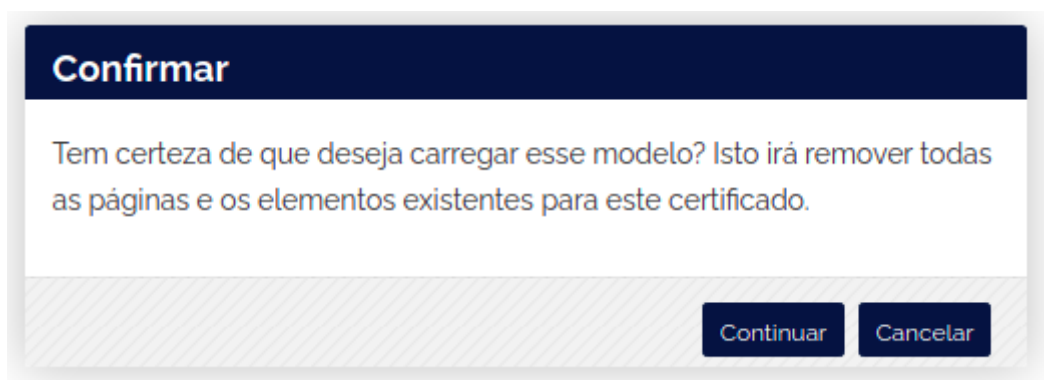 Confirmar
Tem certeza de que deseja carregar esse modelo? Isto irá remover todas
as páginas e os elementos existentes para este certificado.
Continuar Cancelar